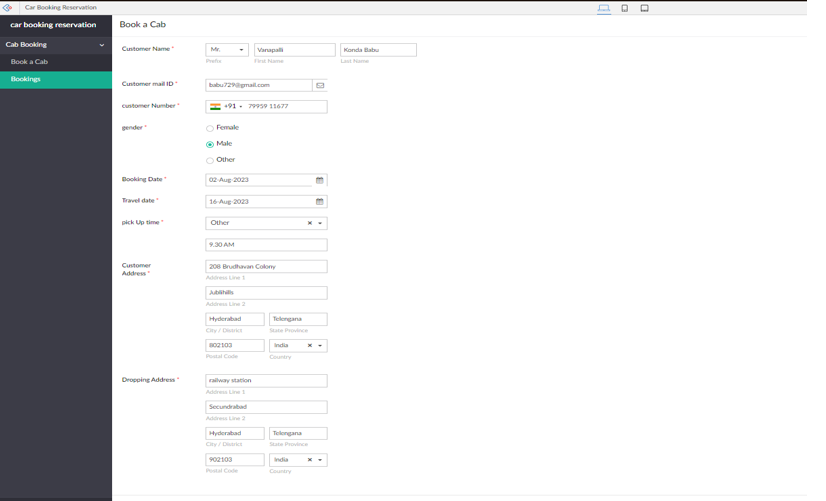 Car Booking Reservation
car booking reservation
Cab Booking
Book a Cab
Bookings
Book a Cab
Customer Name *
Mr. Vanapalli Konda Babu
Prefix First Name Last Name
Customer mail ID *
babu729@gmail.com
customer Number *
+91 79959 11677
gender *
Female
Male
Other
Booking Date *
02-Aug-2023
Travel date *
16-Aug-2023
pick Up time *
Other
9.30 AM
Customer
Address *
208 Brudhavan Colony
Address Line 1
Jublihills
Address Line 2
Hyderabad Telengana
City / District State Province
802103 India
Postal Code Country
Dropping Address *
railway station
Address Line 1
Secundrabad
Address Line 2
Hyderabad Telengana
City / District State Province
902103 India
Postal Code Country